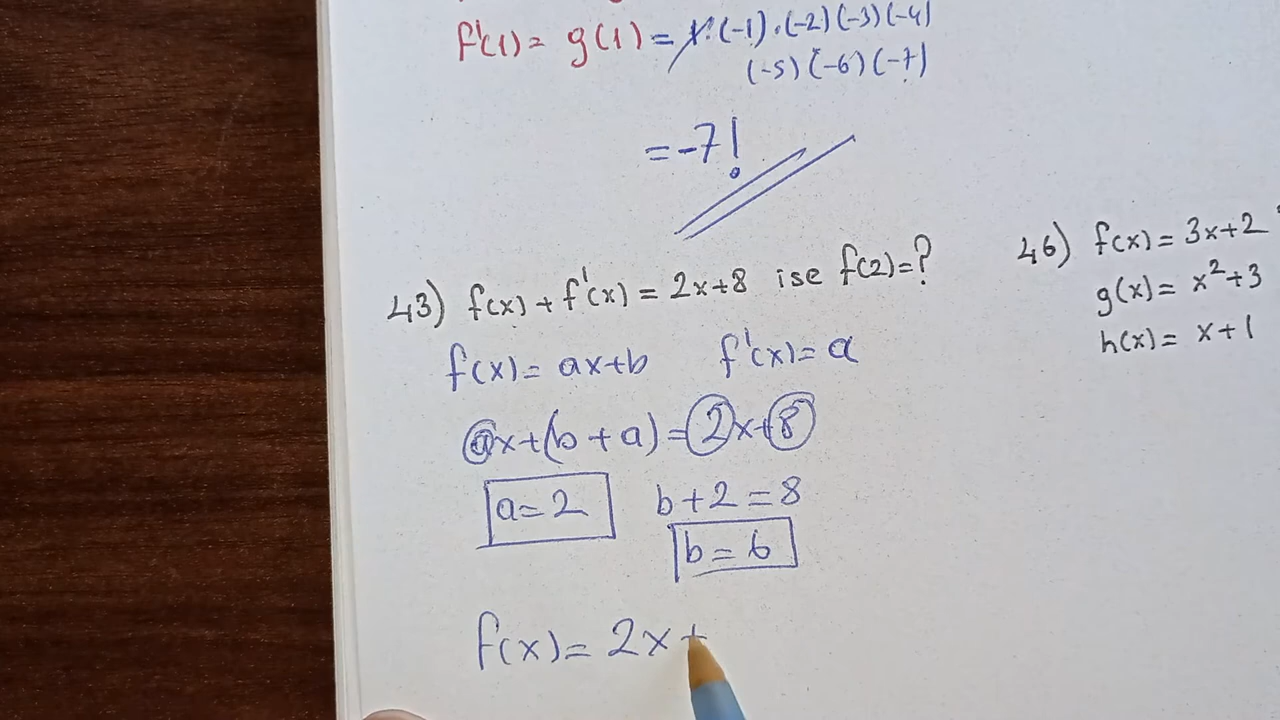 f'(1) = g(1) = 1·(-1)·(-2)(-3)(-4)
(-5)(-6)(-7)
= -7!
43) f(x) + f'(x) = 2x+8 ise f(2)=?
f(x) = ax+b f'(x) = a
ax+(b+a) = 2x+8
a=2 b+2=8
b=6
f(x) = 2x+
46) f(x) = 3x+2
g(x) = x²+3
h(x) = x+1